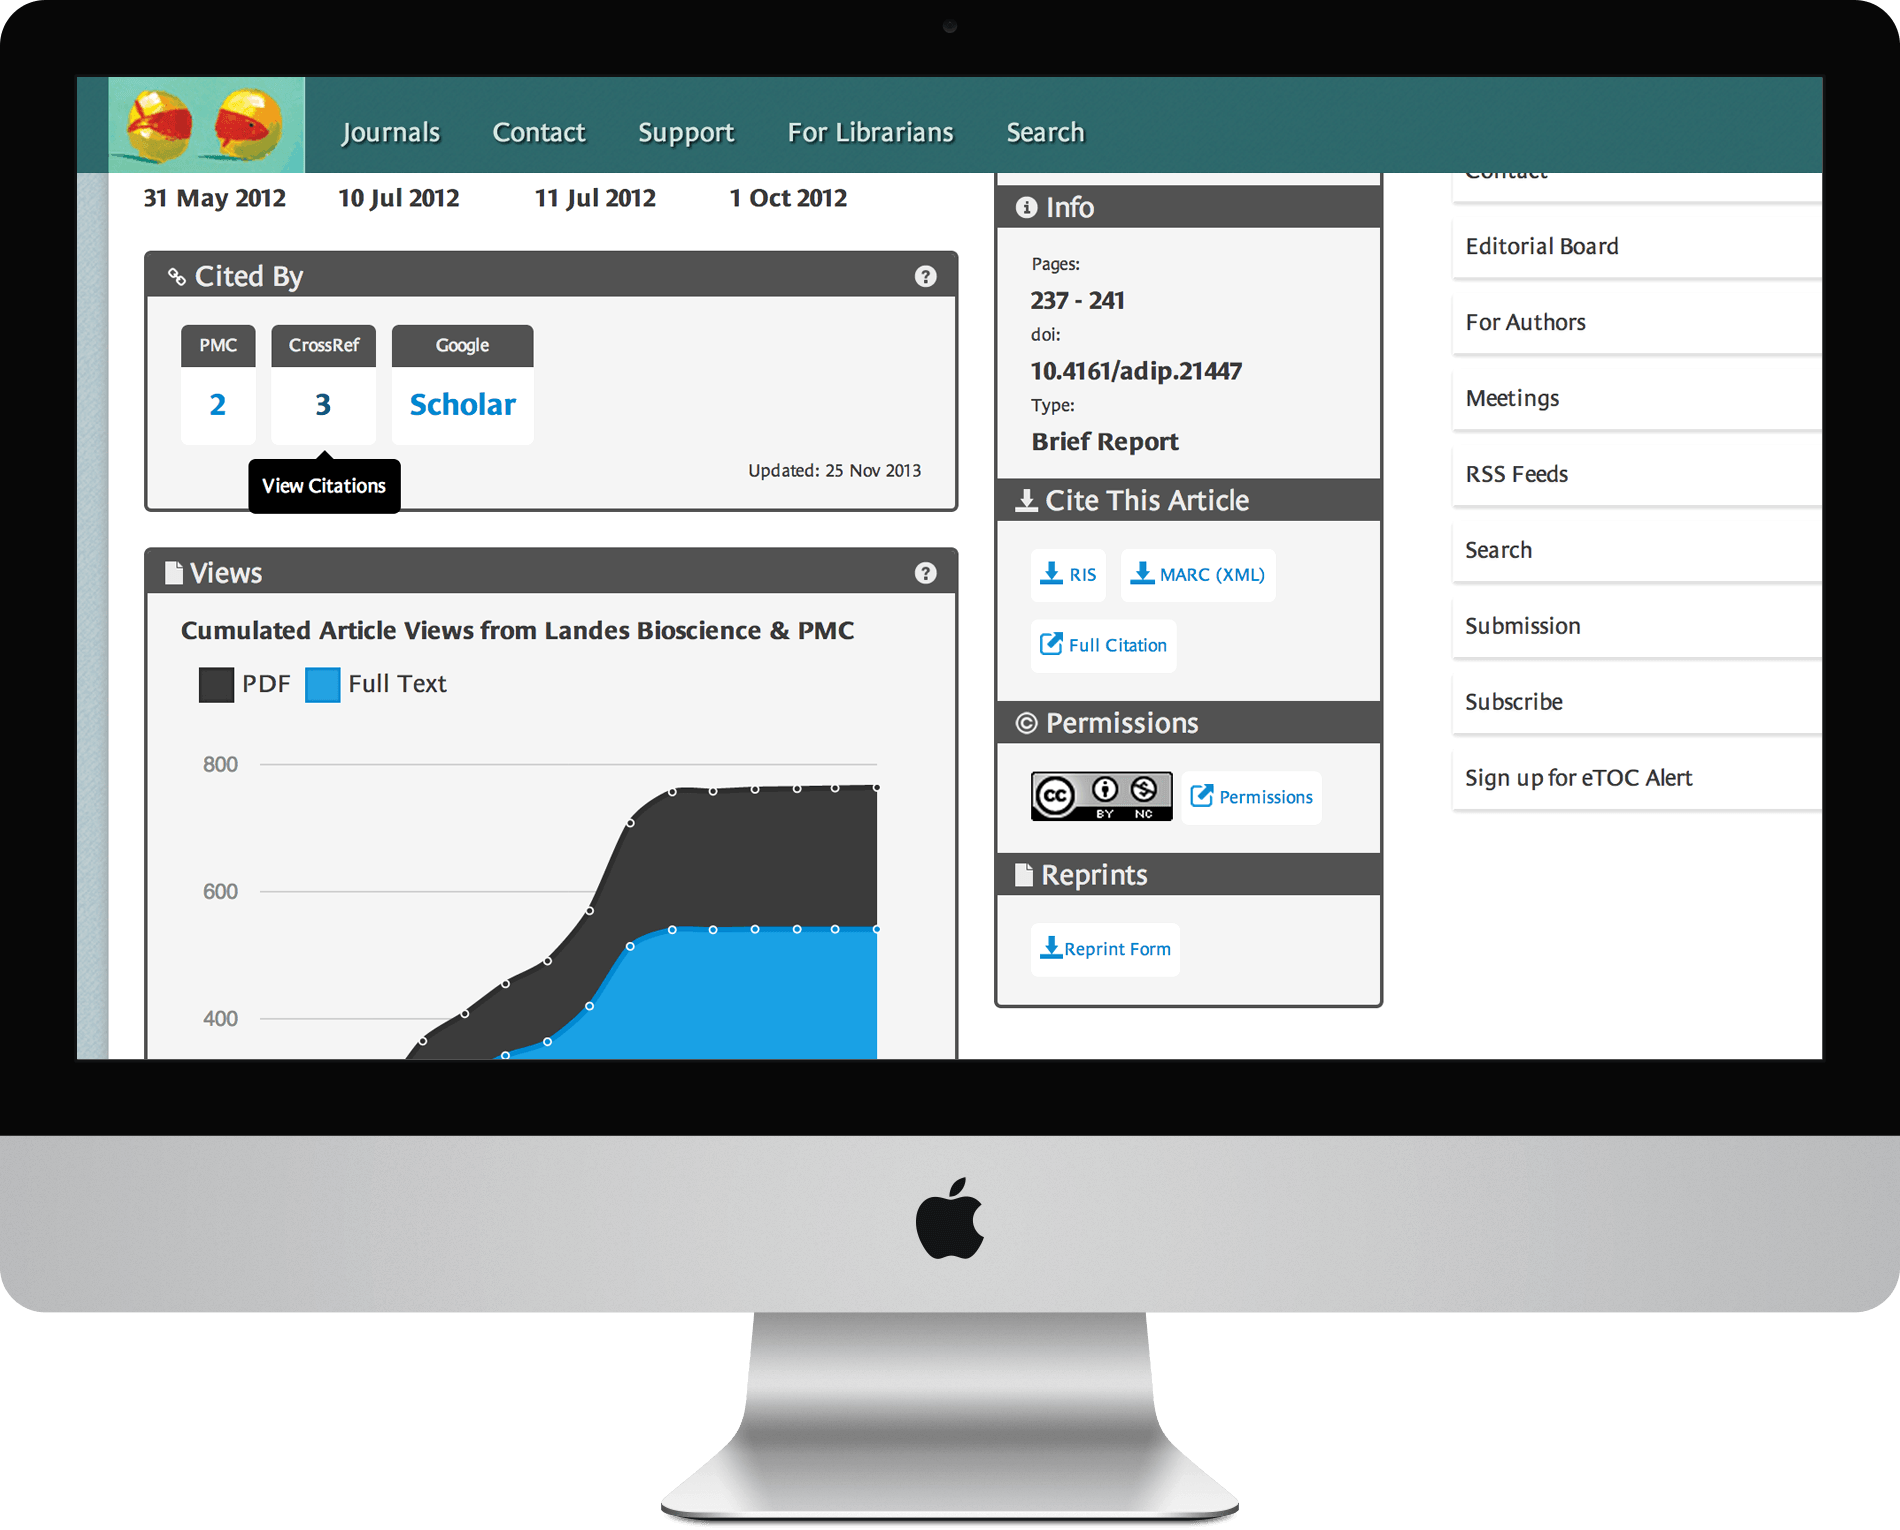 Journals Contact Support For Librarians Search
31 May 2012 10 Jul 2012 11 Jul 2012 1 Oct 2012
Cited By
?
PMC
2
CrossRef
3
Google
Scholar
View Citations
Updated: 25 Nov 2013
Views
?
Cumulated Article Views from Landes Bioscience & PMC
PDF Full Text
800
600
400
Info
Pages:
237 - 241
doi:
10.4161/adip.21447
Type:
Brief Report
Cite This Article
RIS MARC (XML)
Full Citation
© Permissions
cc BY NC
Permissions
Reprints
Reprint Form
Contact
Editorial Board
For Authors
Meetings
RSS Feeds
Search
Submission
Subscribe
Sign up for eTOC Alert